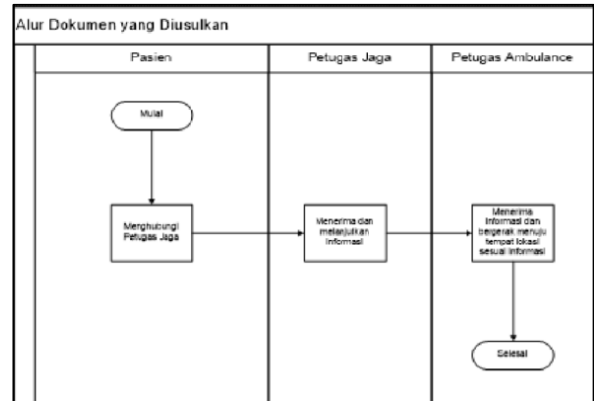 Alur Dokumen yang Diusulkan
Pasien
Petugas Jaga
Petugas Ambulance
Mulai
Menghubungi
Petugas Jaga
Menerima dan
melanjutkan
Informasi
Menerima
Informasi dan
bergerak menuju
tempat lokasi
sesuai Informasi
Selesai